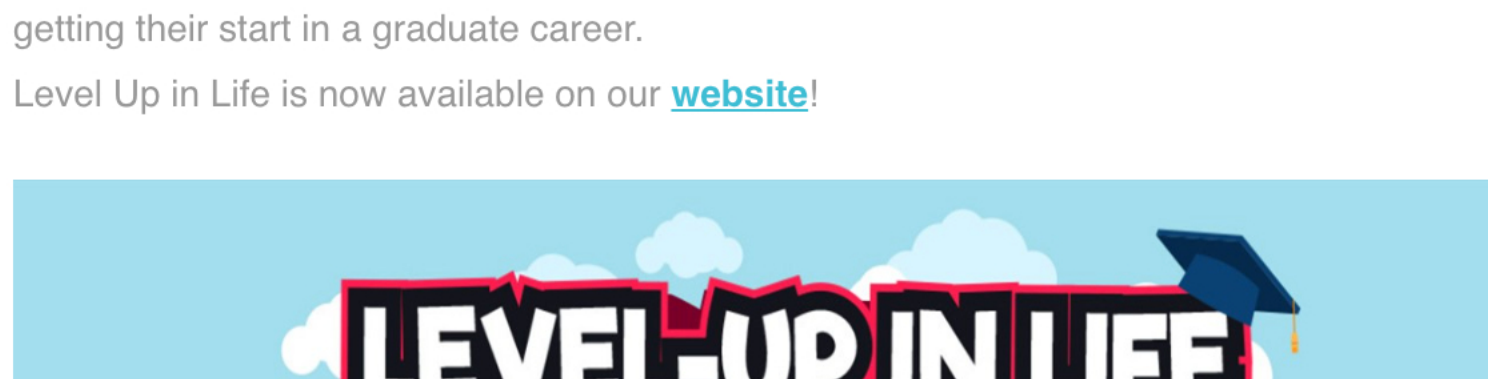 getting their start in a graduate career.
Level Up in Life is now available on our website!
LEVEL-UP IN LIFE